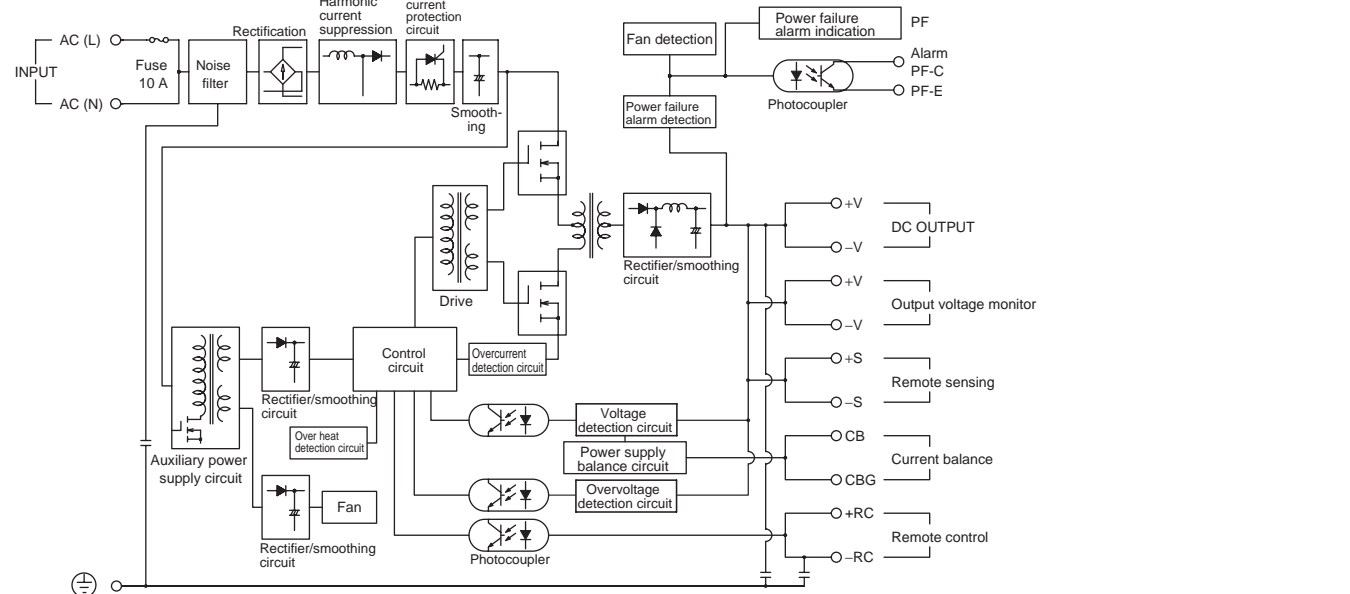 Harmonic
current
suppression
current
protection
circuit
Power failure
alarm indication
PF
Rectification
Fan detection
AC (L)
INPUT
AC (N)
Fuse
10 A
Noise
filter
Smooth-
ing
Alarm
PF-C
PF-E
Photocoupler
Power failure
alarm detection
Drive
Rectifier/smoothing
circuit
+V
DC OUTPUT
−V
+V
Output voltage monitor
−V
+S
Remote sensing
−S
CB
Current balance
CBG
+RC
Remote control
−RC
Control
circuit
Overcurrent
detection circuit
Rectifier/smoothing
circuit
Over heat
detection circuit
Voltage
detection circuit
Power supply
balance circuit
Overvoltage
detection circuit
Auxiliary power
supply circuit
Fan
Rectifier/smoothing
circuit
Photocoupler